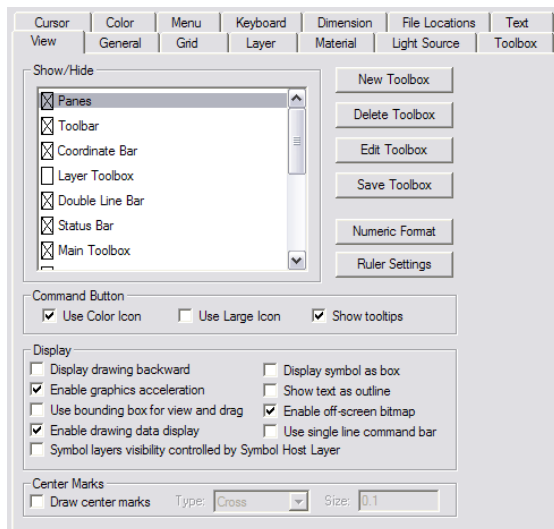 Cursor Color Menu Keyboard Dimension File Locations Text
View General Grid Layer Material Light Source Toolbox
Show/Hide
Panes
Toolbar
Coordinate Bar
Layer Toolbox
Double Line Bar
Status Bar
Main Toolbox
New Toolbox
Delete Toolbox
Edit Toolbox
Save Toolbox
Numeric Format
Ruler Settings
Command Button
Use Color Icon Use Large Icon Show tooltips
Display
Display drawing backward Display symbol as box
Enable graphics acceleration Show text as outline
Use bounding box for view and drag Enable off-screen bitmap
Enable drawing data display Use single line command bar
Symbol layers visibility controlled by Symbol Host Layer
Center Marks
Draw center marks Type: Cross Size: 0.1